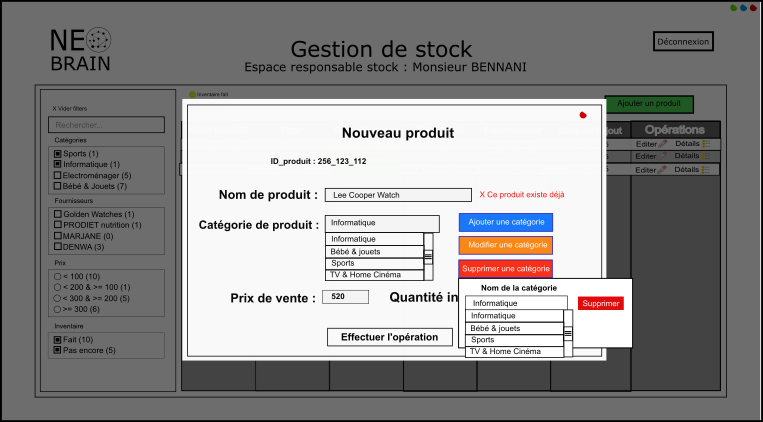 NE
BRAIN
Gestion de stock
Espace responsable stock : Monsieur BENNANI
Déconnexion
Inventaire fait
Ajouter un produit
X Vider filters
Rechercher...
Catégories
Sports (1)
Informatique (1)
Electroménager (5)
Bébé & Jouets (7)
Fournisseurs
Golden Watches (1)
PRODIET nutrition (1)
MARJANE (0)
DENWA (3)
Prix
< 100 (10)
< 200 & >= 100 (1)
< 300 & >= 200 (5)
>= 300 (6)
Inventaire
Fait (10)
Pas encore (5)
Opérations
Editer Détails
Editer Détails
Editer Détails
Nouveau produit
ID_produit : 256_123_112
Nom de produit :
Lee Cooper Watch
X Ce produit existe déjà
Catégorie de produit :
Informatique
Informatique
Bébé & jouets
Sports
TV & Home Cinéma
Ajouter une catégorie
Modifier une catégorie
Supprimer une catégorie
Prix de vente :
520
Quantité in
Effectuer l'opération
Nom de la catégorie
Informatique
Supprimer
Informatique
Bébé & jouets
Sports
TV & Home Cinéma